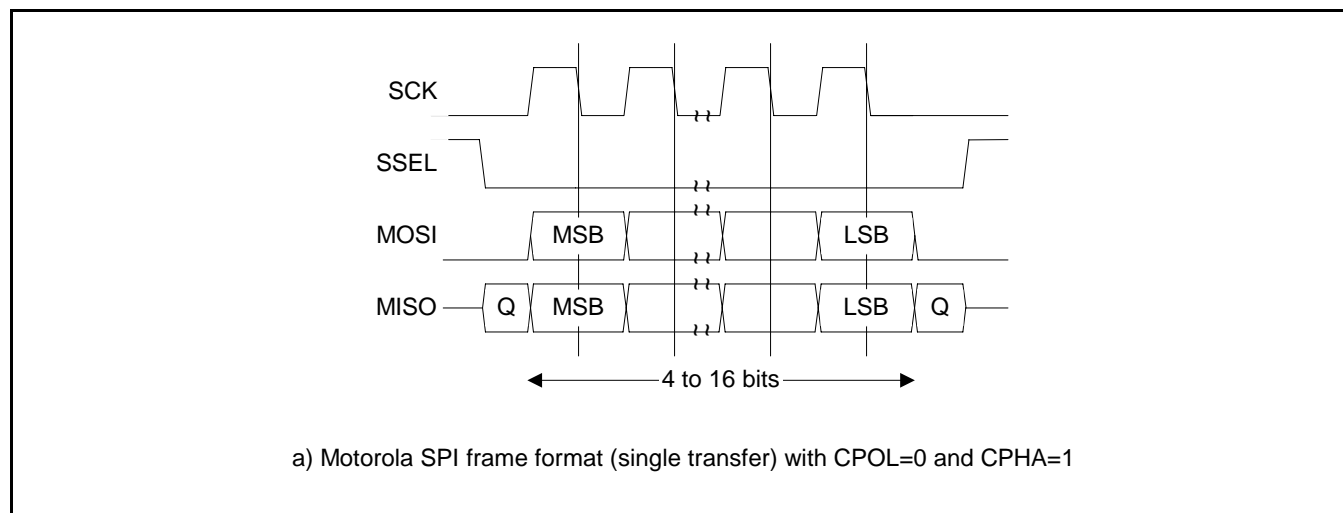 SCK
SSEL
MOSI MSB LSB
MISO Q MSB LSB Q
4 to 16 bits
a) Motorola SPI frame format (single transfer) with CPOL=0 and CPHA=1